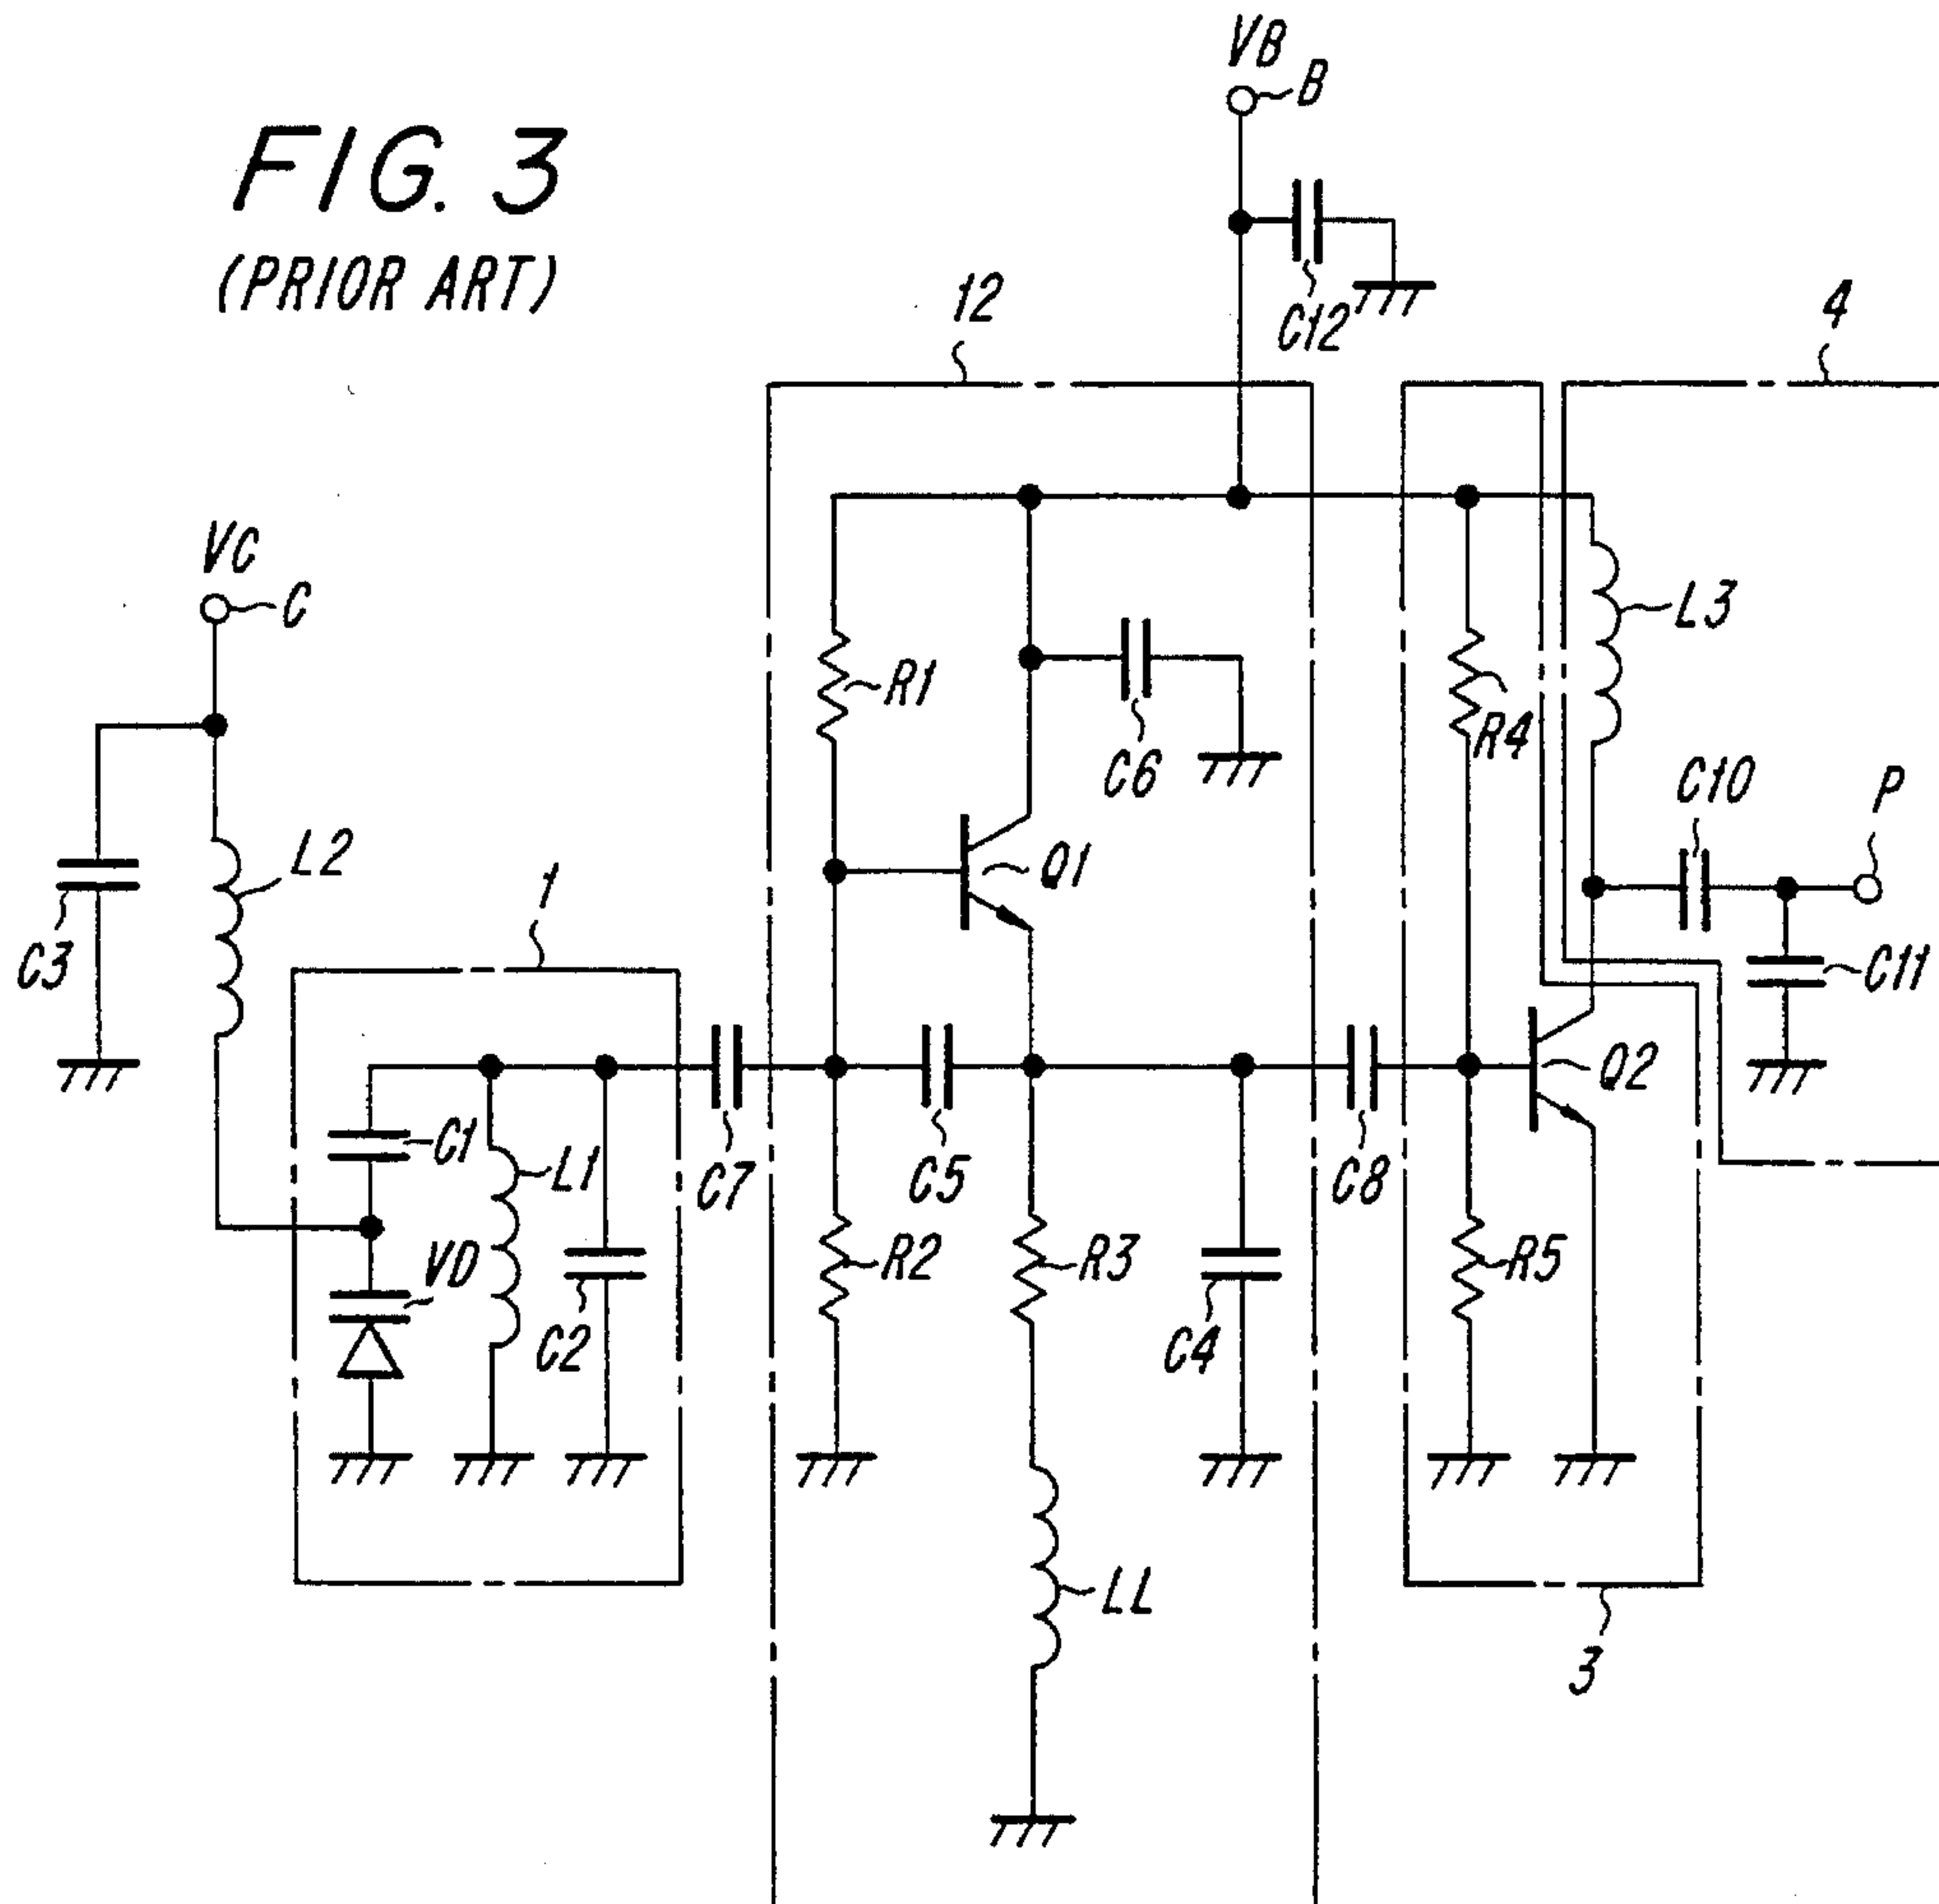 FIG. 3
(PRIOR ART)
VB
B
C12
12
4
VC
C
R1
C6
R4
L3
C10
P
L2
C3
1
Q1
C11
C1
L1
C7
C5
C8
Q2
VD
C2
R2
R3
C4
R5
LL
3